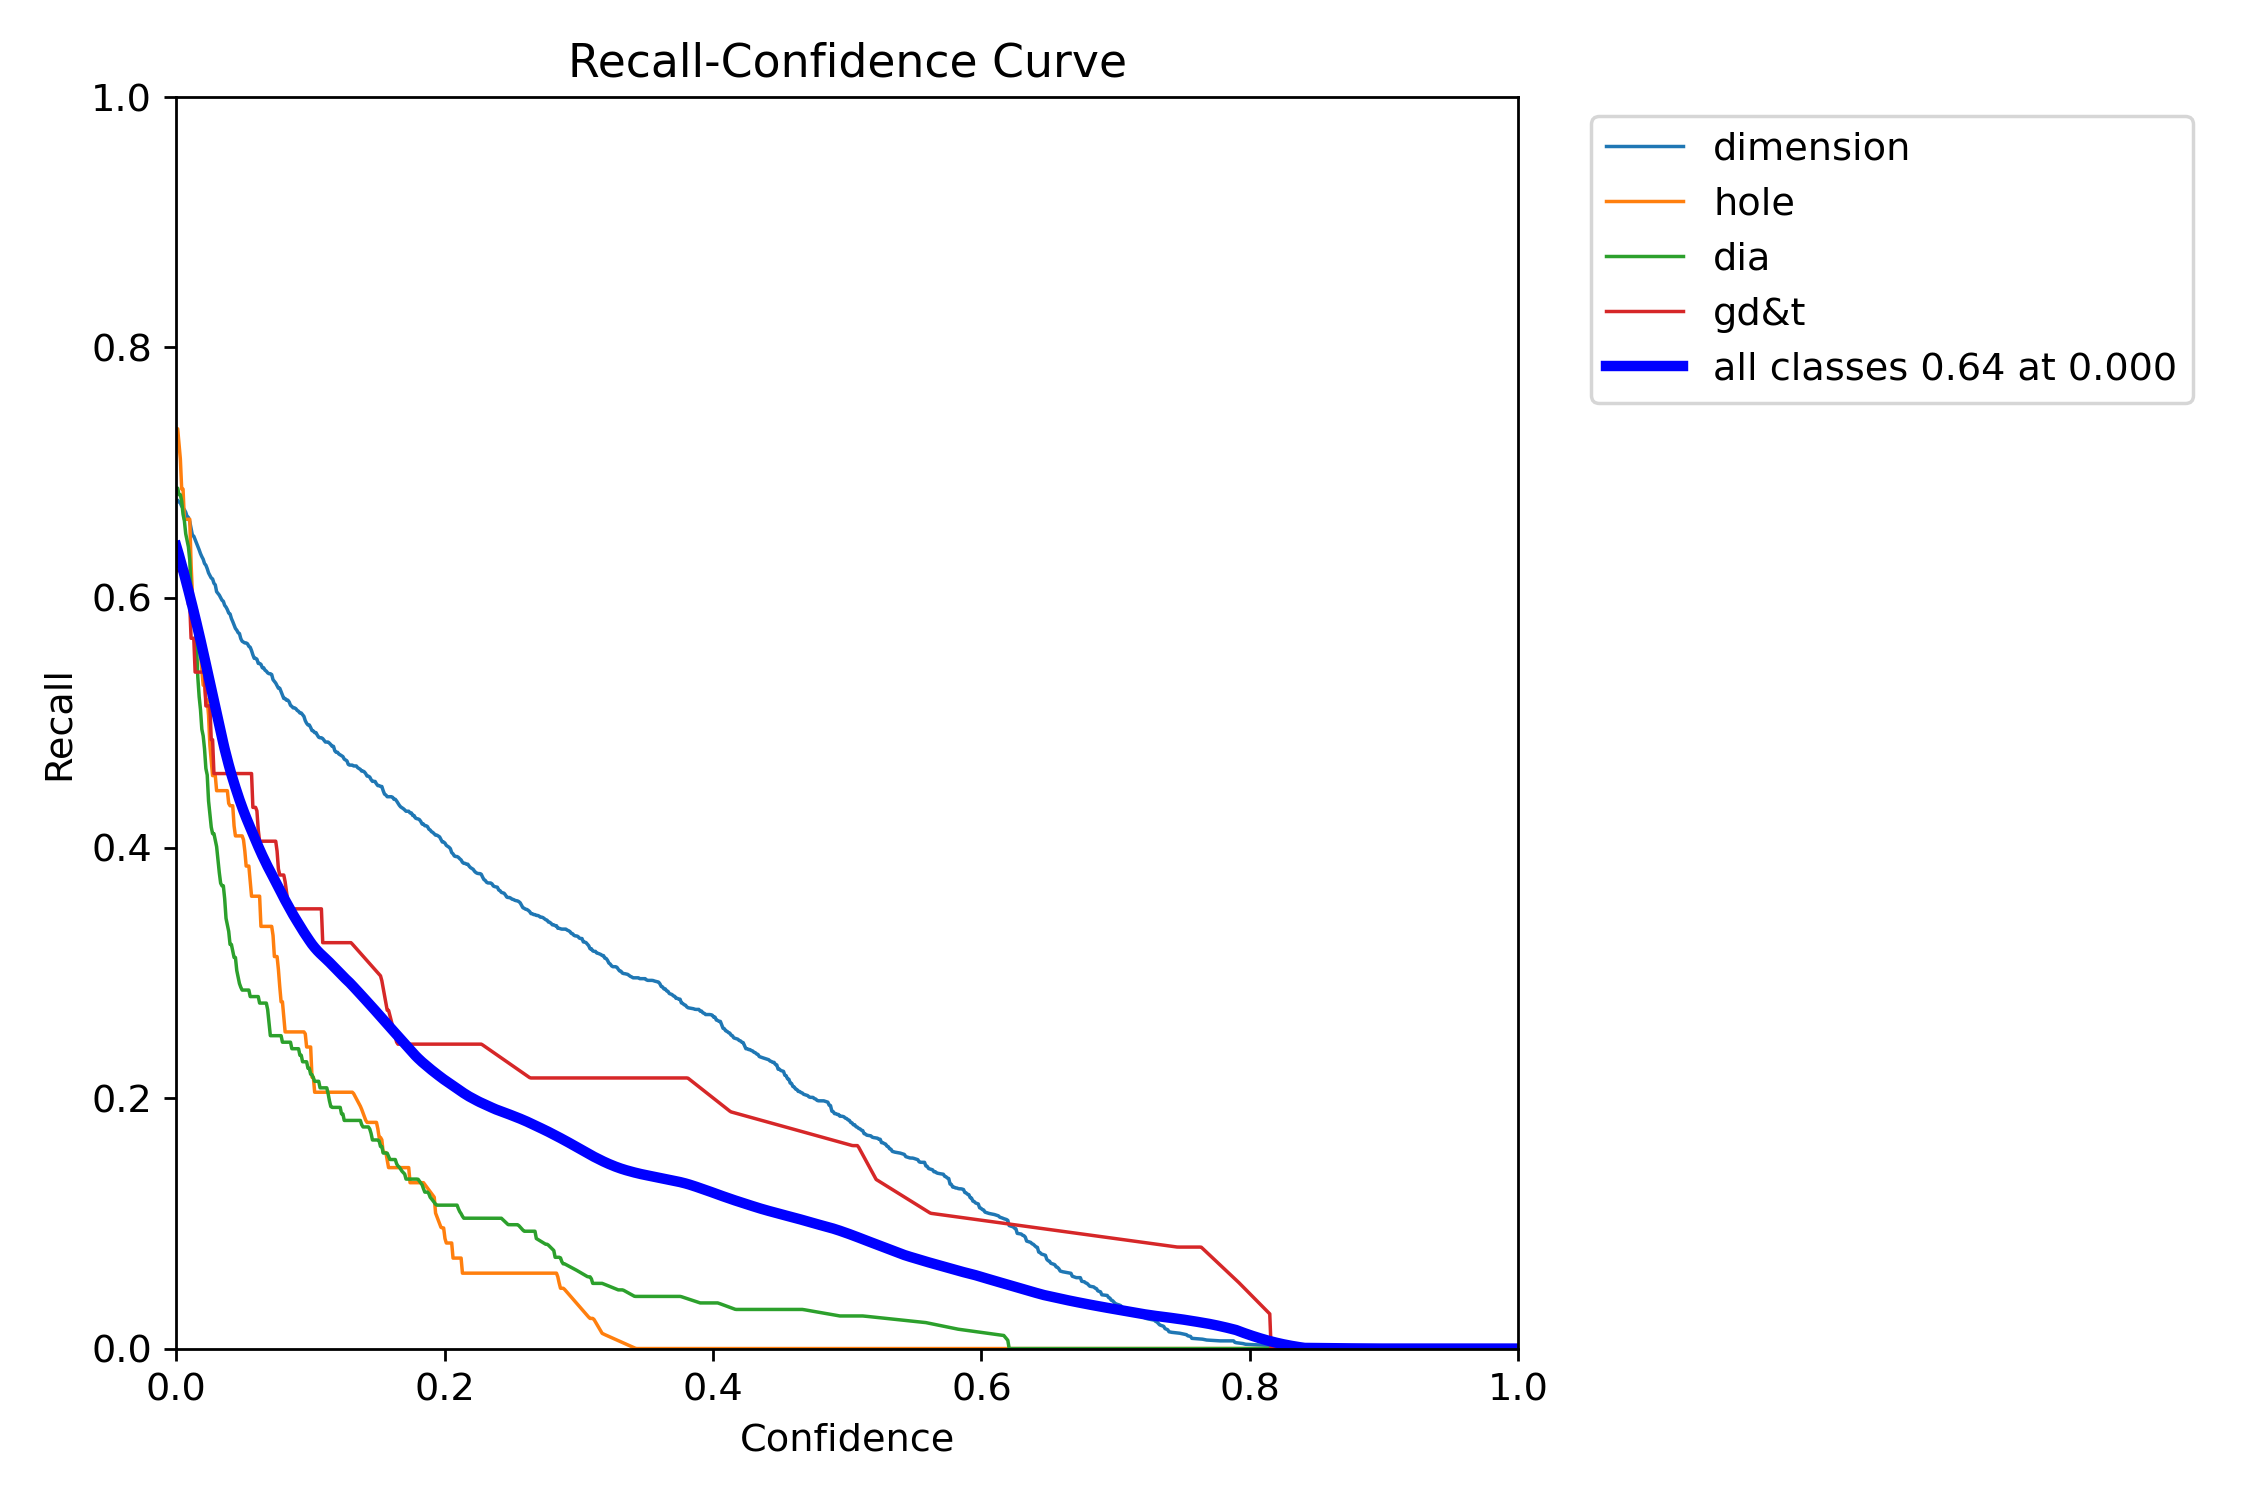 Recall-Confidence Curve
1.0
0.8
0.6
0.4
0.2
0.0
Recall
0.0 0.2 0.4 0.6 0.8 1.0
Confidence
dimension
hole
dia
gd&t
all classes 0.64 at 0.000